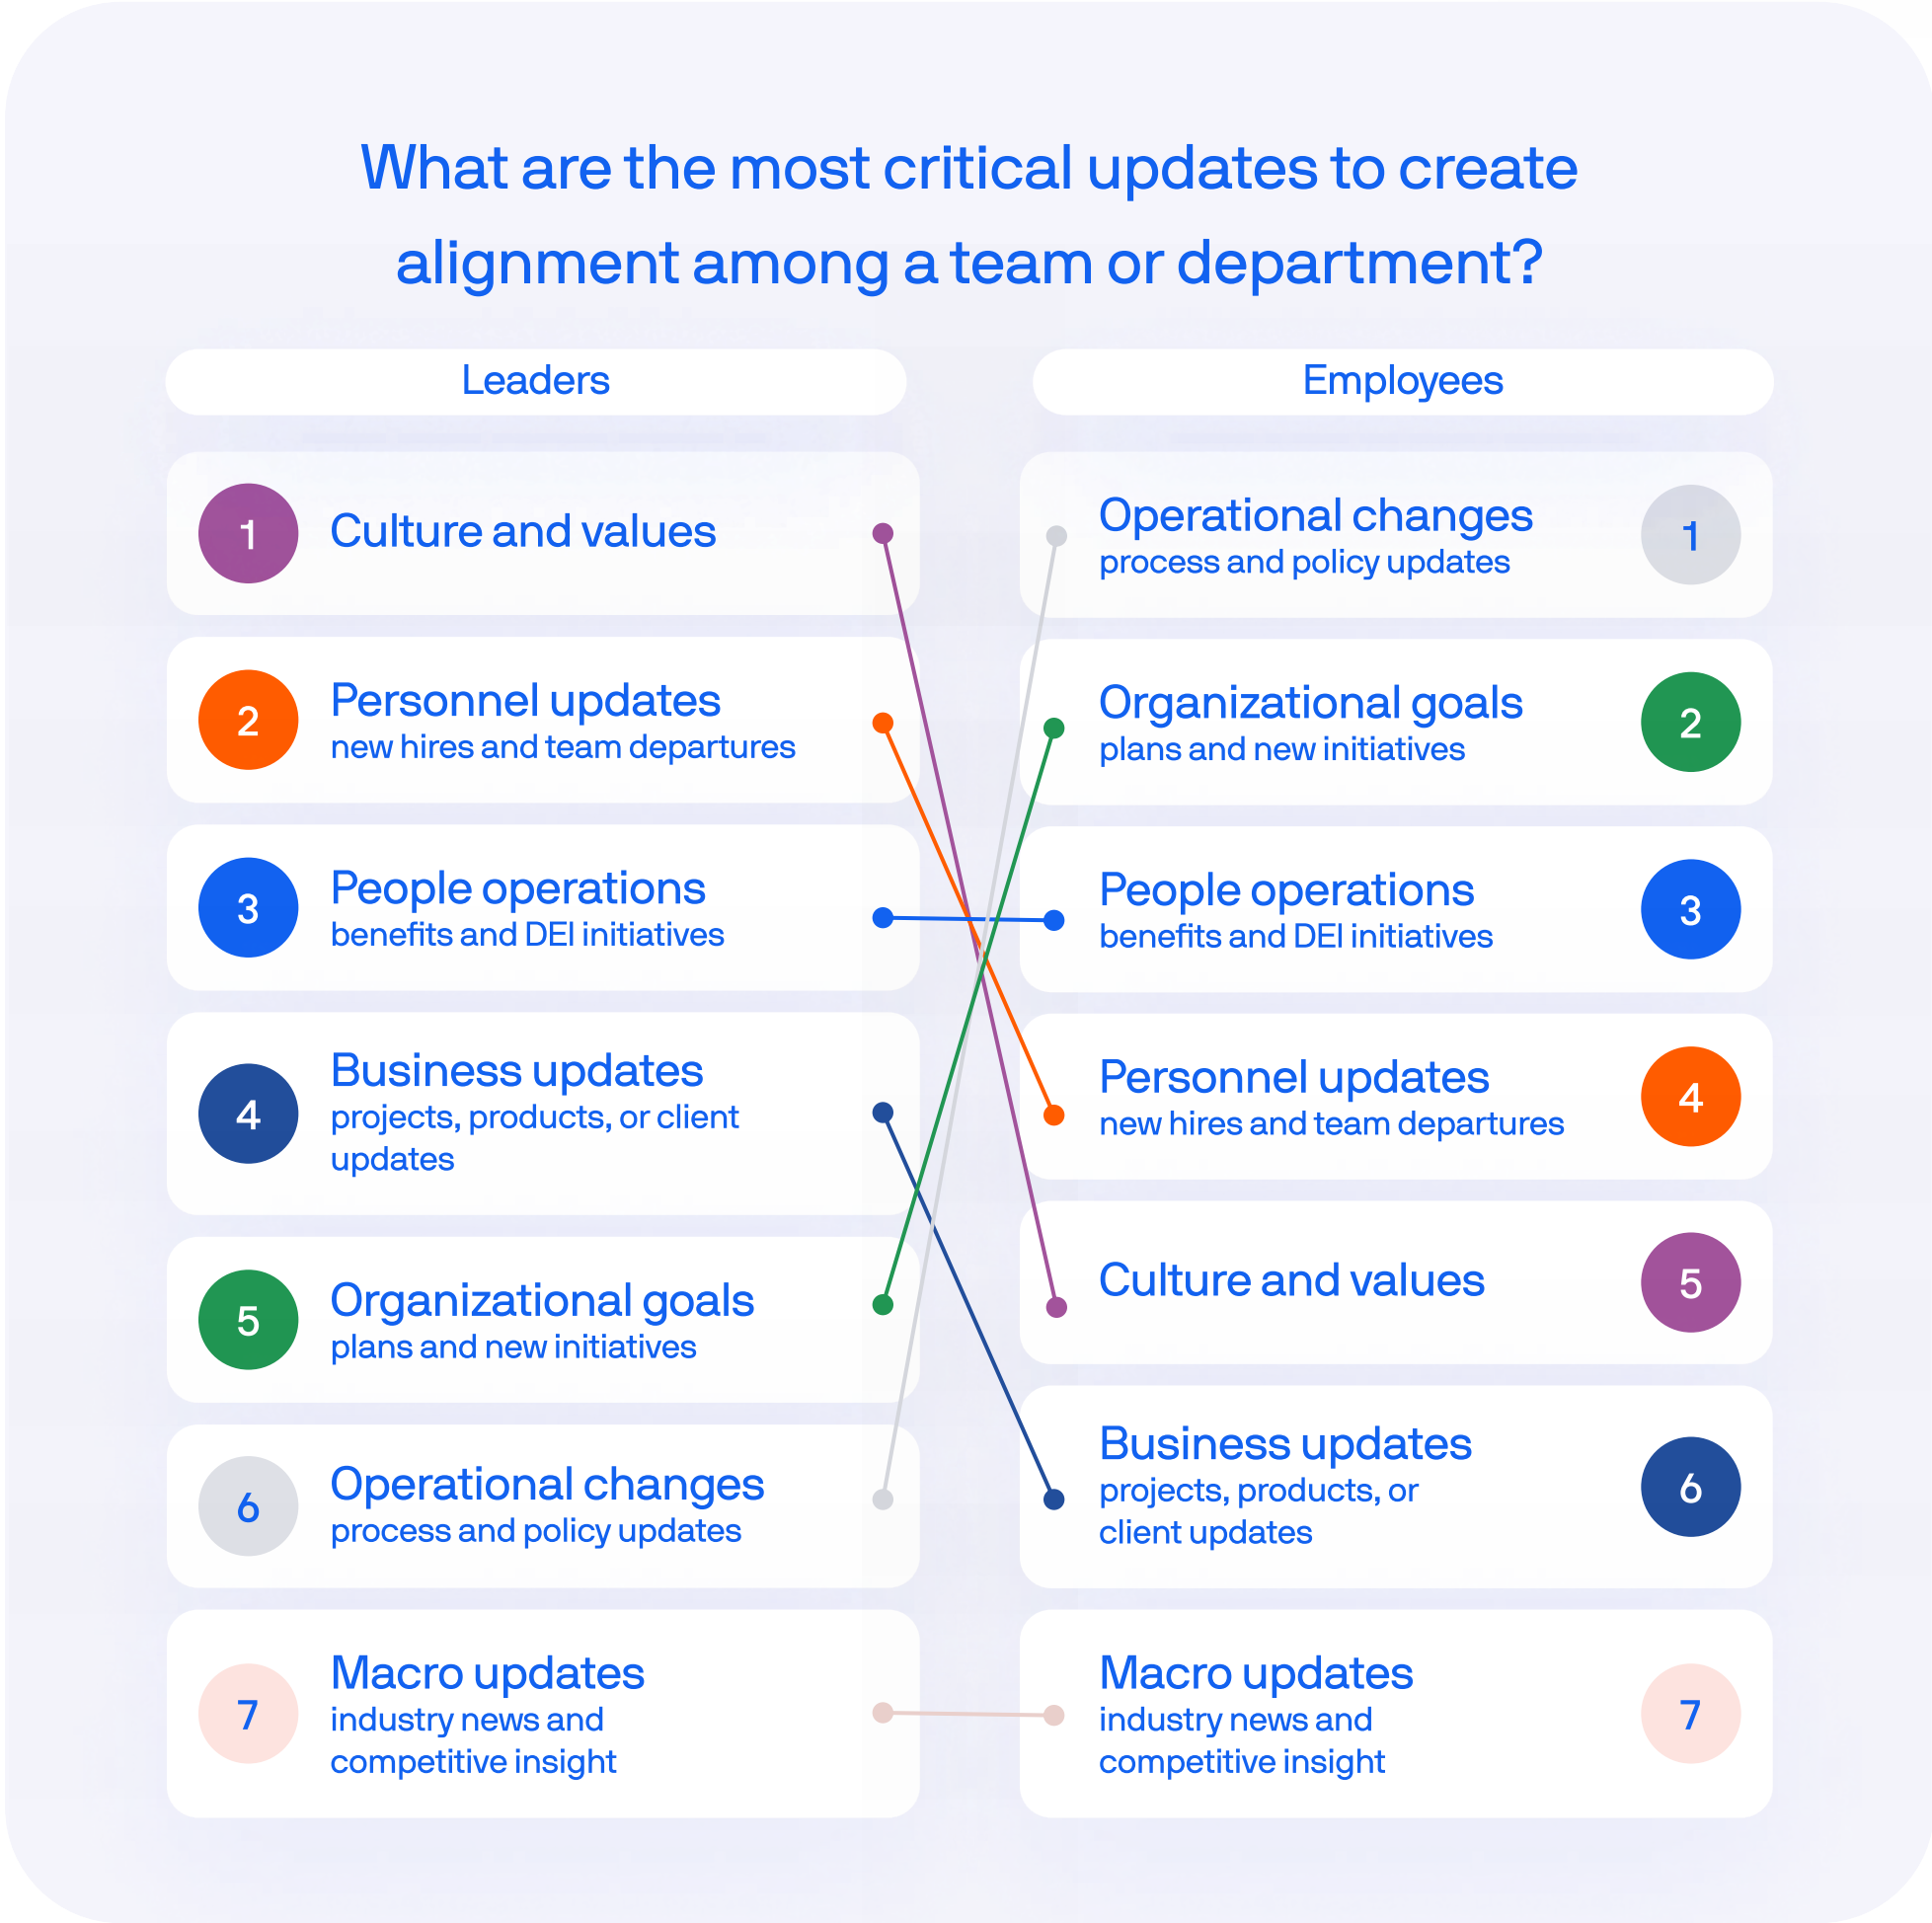 What are the most critical updates to create
alignment among a team or department?
Leaders
1
Culture and values
2
Personnel updates
new hires and team departures
3
People operations
benefits and DEI initiatives
4
Business updates
projects, products, or client
updates
5
Organizational goals
plans and new initiatives
6
Operational changes
process and policy updates
7
Macro updates
industry news and
competitive insight
Employees
Operational changes
process and policy updates
1
Organizational goals
plans and new initiatives
2
People operations
benefits and DEI initiatives
3
Personnel updates
new hires and team departures
4
Culture and values
5
Business updates
projects, products, or
client updates
6
Macro updates
industry news and
competitive insight
7